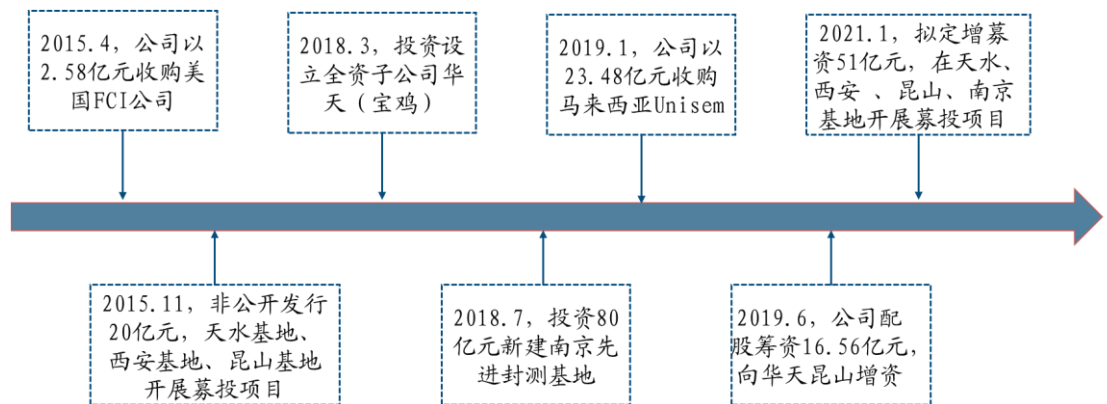 2015.4，公司以
2.58亿元收购美
国FCI公司
2018.3，投资设
立全资子公司华
天（宝鸡）
2019.1，公司以
23.48亿元收购
马来西亚Unisem
2021.1，拟定增募
资51亿元，在天水、
西安 、昆山、南京
基地开展募投项目
2015.11，非公开发行
20亿元，天水基地、
西安基地、昆山基地
开展募投项目
2018.7，投资80
亿元新建南京先
进封测基地
2019.6，公司配
股筹资16.56亿元，
向华天昆山增资